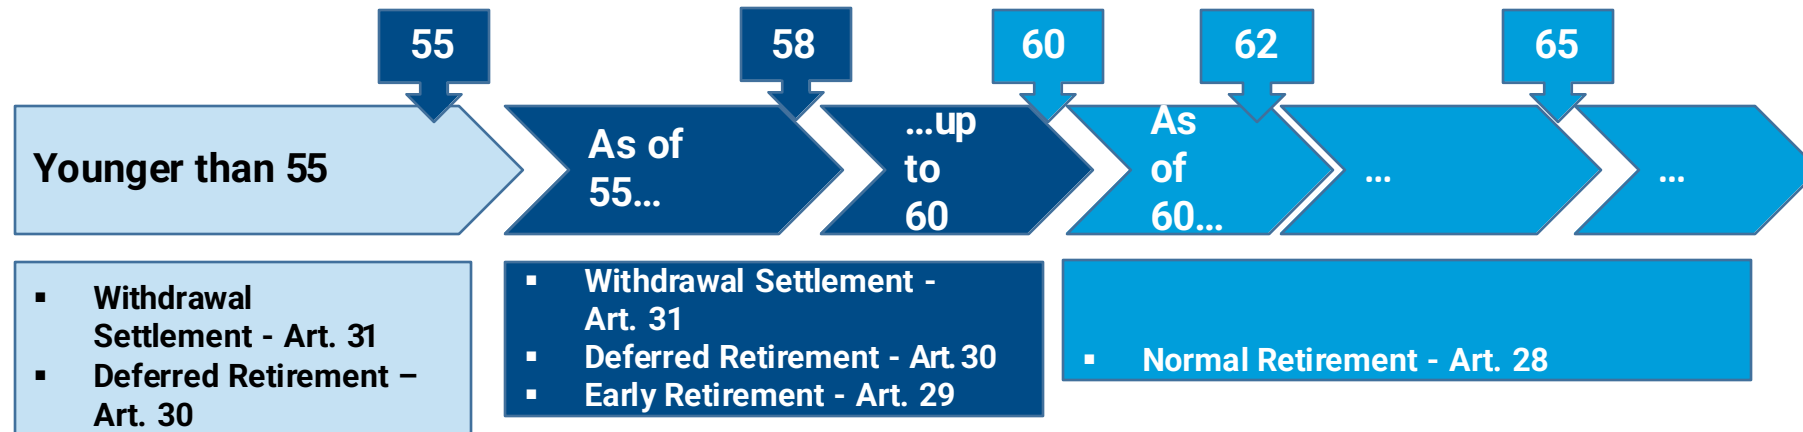 55
58
60
62
65
Younger than 55
As of
55...
...up
to
60
As
of
60...
...
...
▪ Withdrawal
Settlement - Art. 31
▪ Deferred Retirement –
Art. 30
▪ Withdrawal Settlement -
Art. 31
▪ Deferred Retirement - Art. 30
▪ Early Retirement - Art. 29
▪ Normal Retirement - Art. 28